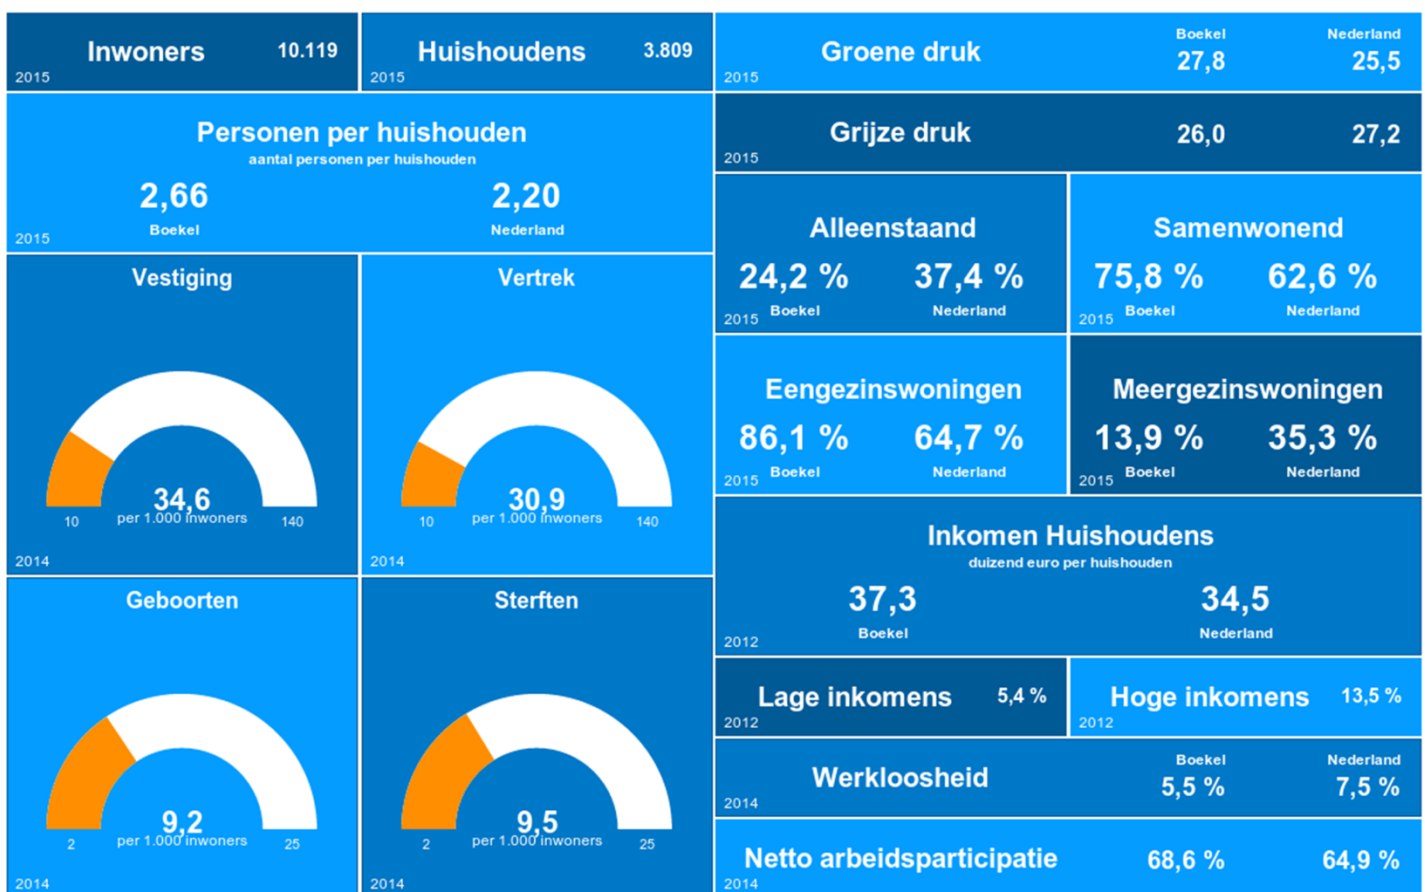 Inwoners 10.119
2015
Huishoudens 3.809
2015
Personen per huishouden
aantal personen per huishouden
2,66 2,20
Boekel Nederland
2015
Vestiging
34,6
per 1.000 inwoners
10 140
2014
Vertrek
30,9
per 1.000 inwoners
10 140
2014
Geboorten
9,2
per 1.000 inwoners
2 25
2014
Sterften
9,5
per 1.000 inwoners
2 25
2014
Boekel Nederland
Groene druk 27,8 25,5
2015
Grijze druk 26,0 27,2
2015
Alleenstaand
24,2 % 37,4 %
Boekel Nederland
2015
Samenwonend
75,8 % 62,6 %
Boekel Nederland
2015
Eengezinswoningen
86,1 % 64,7 %
Boekel Nederland
2015
Meergezinswoningen
13,9 % 35,3 %
Boekel Nederland
2015
Inkomen Huishoudens
duizend euro per huishouden
37,3 34,5
Boekel Nederland
2012
Lage inkomens 5,4 %
2012
Hoge inkomens 13,5 %
2012
Boekel Nederland
Werkloosheid 5,5 % 7,5 %
2014
Netto arbeidsparticipatie 68,6 % 64,9 %
2014